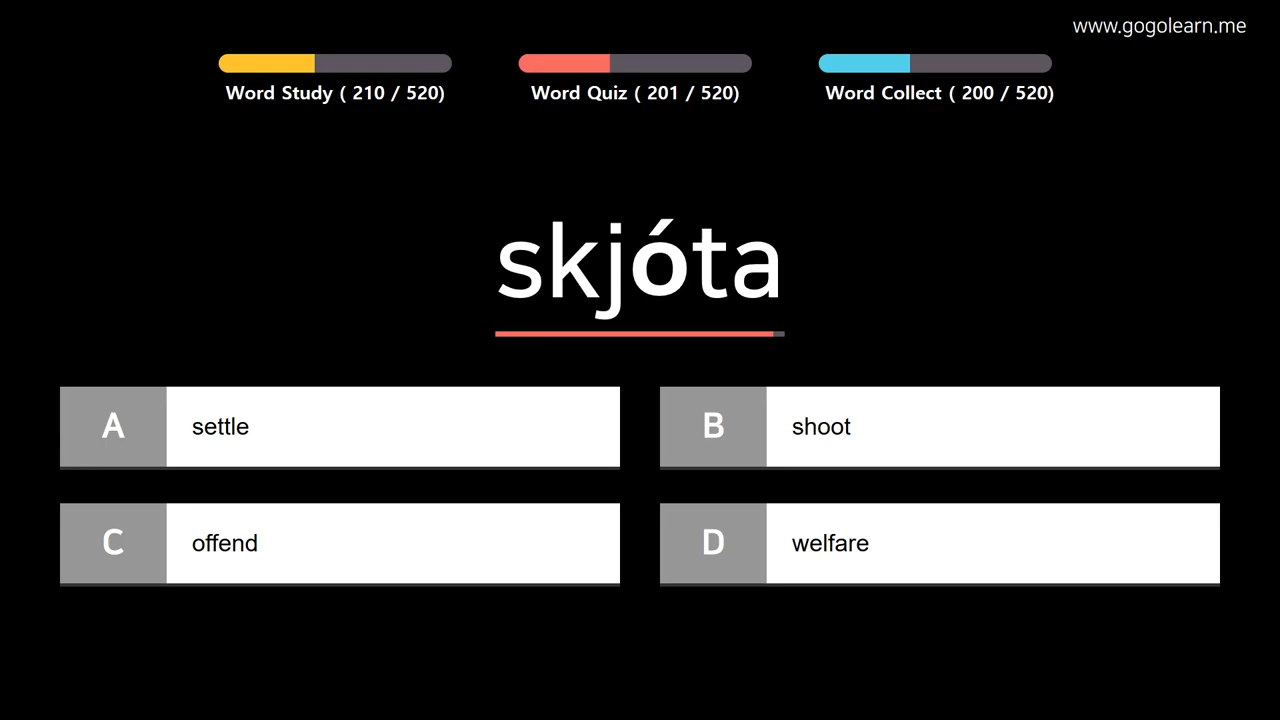 www.gogolearn.me
Word Study ( 210 / 520)
Word Quiz ( 201 / 520)
Word Collect ( 200 / 520)
skjóta
A settle
B shoot
C offend
D welfare